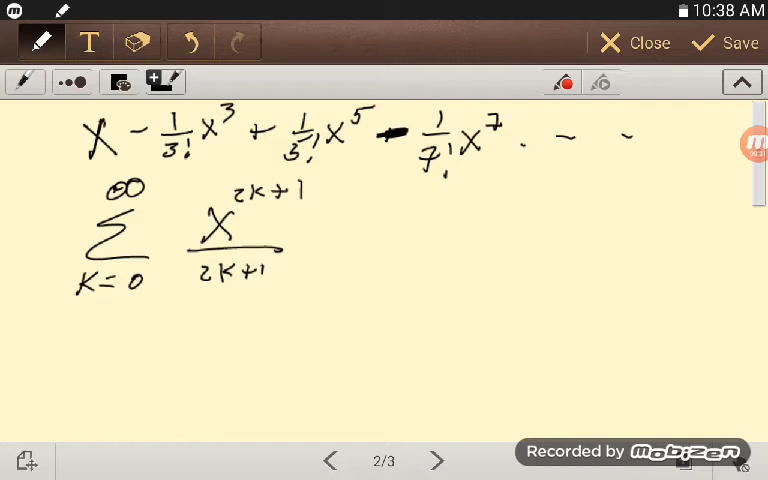 10:38 AM
T Close Save
x - 1/3! x^3 + 1/5! x^5 - 1/7! x^7 . - -
∞
Σ x^(2k+1) / 2k+1
k=0
2/3
Recorded by mobizen